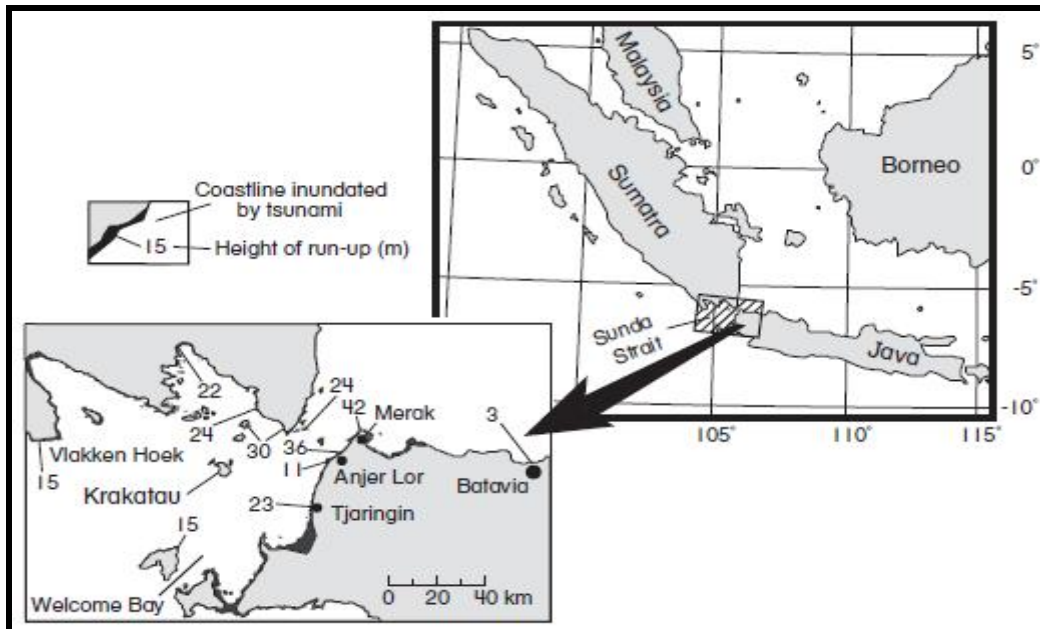 Malaysia
Sumatra
Borneo
Sunda
Strait
Java
5°
0°
-5°
-10°
105°
110°
115°
Coastline inundated
by tsunami
15
Height of run-up (m)
22
24
24
42
Merak
3
30
36
11
Vlakken Hoek
Anjer Lor
Batavia
15
Krakatau
23
Tjaringin
15
Welcome Bay
0 20 40 km